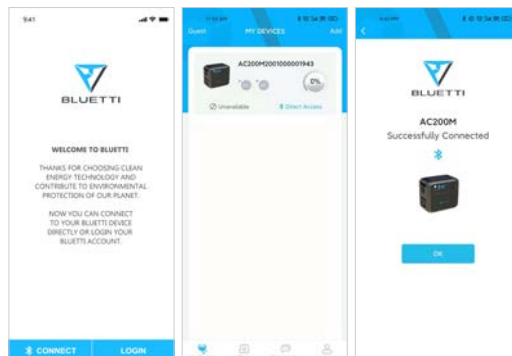 9:41
BLUETTI
WELCOME TO BLUETTI
THANKS FOR CHOOSING CLEAN
ENERGY TECHNOLOGY AND
CONTRIBUTE TO ENVIRONMENTAL
PROTECTION OF OUR PLANET.
NOW YOU CAN CONNECT
TO YOUR BLUETTI DEVICE
DIRECTLY OR LOGIN YOUR
BLUETTI ACCOUNT.
CONNECT
LOGIN
Guest
MY DEVICES
Add
AC200M2001000001943
0%
Unavailable
Direct Access
BLUETTI
AC200M
Successfully Connected
OK